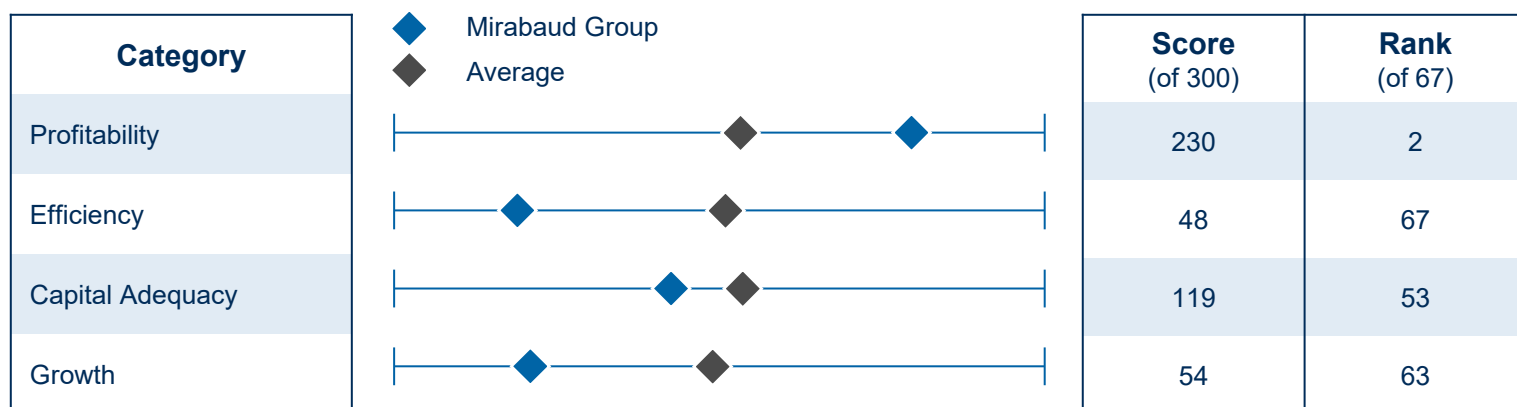 Category
Mirabaud Group
Average
Score
(of 300)
Rank
(of 67)
Profitability
230
2
Efficiency
48
67
Capital Adequacy
119
53
Growth
54
63